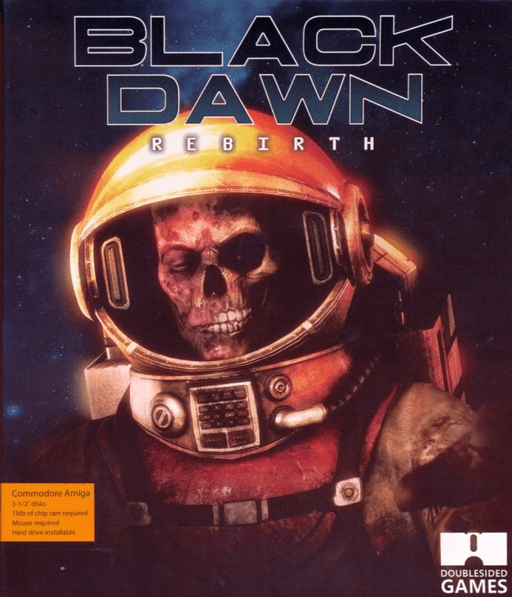 BLACK
DAWN
REBIRTH
Commodore Amiga
3-1/2" disks
1Mb of chip ram required
Mouse required
Hard drive installable
DOUBLESIDED
GAMES